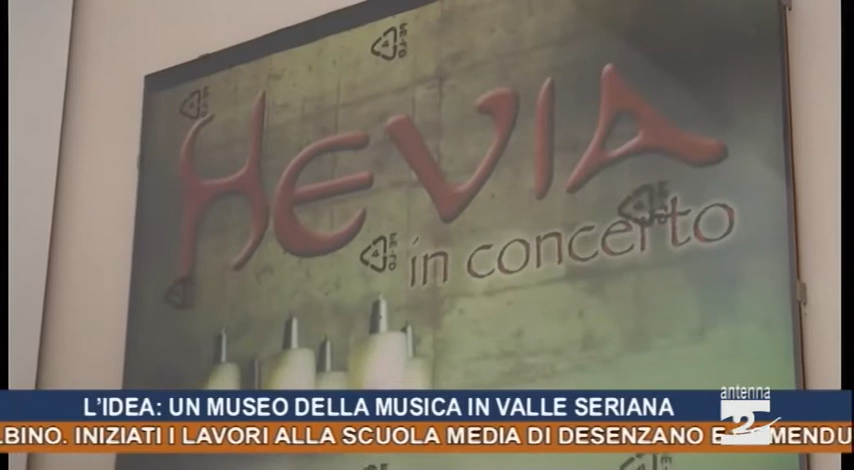 HEVIA
in concerto
L'IDEA: UN MUSEO DELLA MUSICA IN VALLE SERIANA
antenna
2
LBINO. INIZIATI I LAVORI ALLA SCUOLA MEDIA DI DESENZANO E